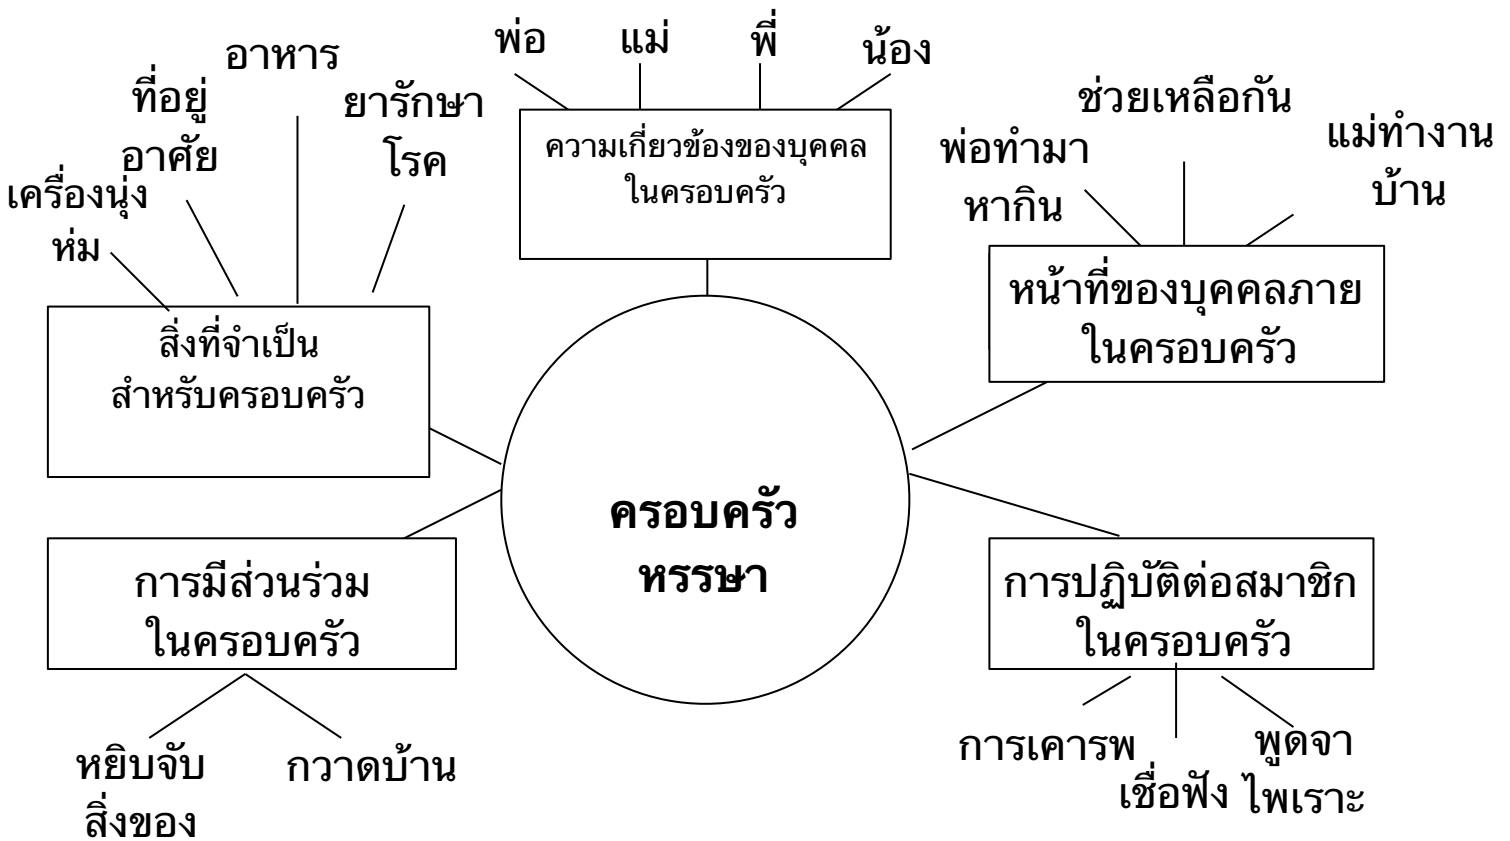 พ่อ
แม่
พี่
น้อง
ความเกี่ยวข้องของบุคคล
ในครอบครัว
อาหาร
ที่อยู่
อาศัย
ยารักษา
โรค
เครื่องนุ่ง
ห่ม
สิ่งที่จำเป็น
สำหรับครอบครัว
ช่วยเหลือกัน
พ่อทำมา
หากิน
แม่ทำงาน
บ้าน
หน้าที่ของบุคคลภาย
ในครอบครัว
ครอบครัว
หรรษา
การมีส่วนร่วม
ในครอบครัว
หยิบจับ
สิ่งของ
กวาดบ้าน
การปฏิบัติต่อสมาชิก
ในครอบครัว
การเคารพ
เชื่อฟัง
พูดจา
ไพเราะ